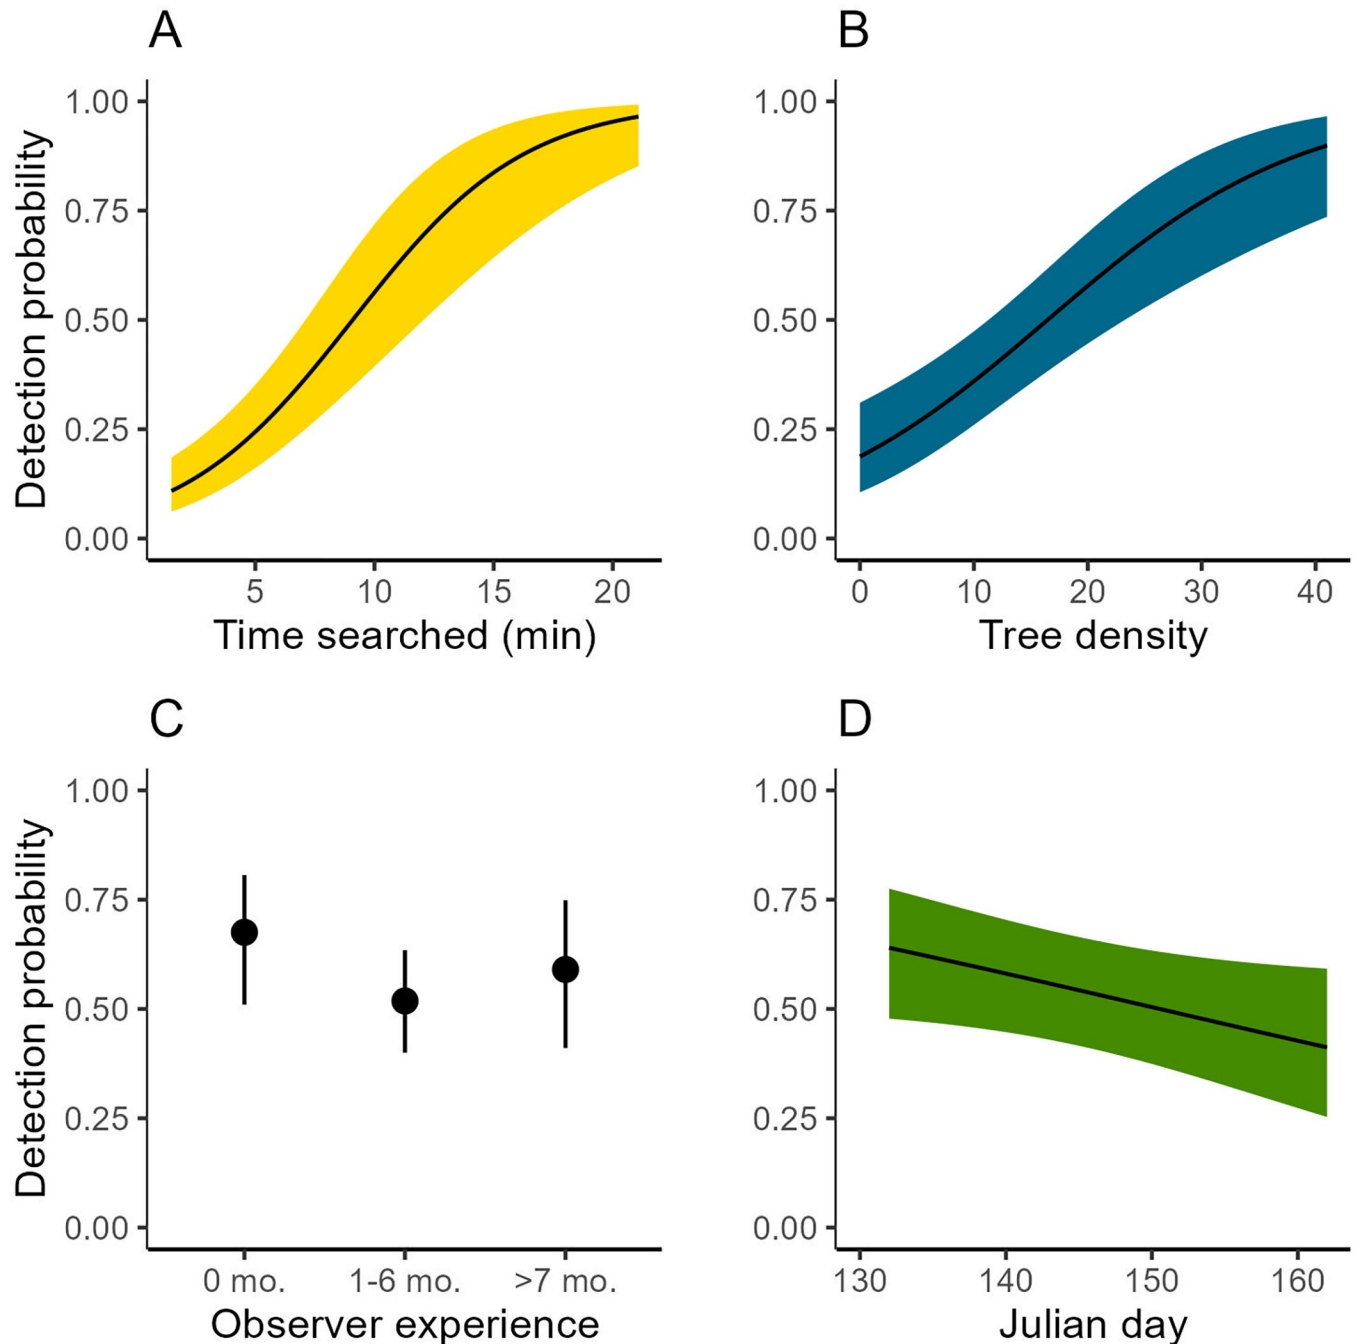 A
Detection probability
1.00
0.75
0.50
0.25
0.00
5 10 15 20
Time searched (min)
B
1.00
0.75
0.50
0.25
0.00
0 10 20 30 40
Tree density
C
Detection probability
1.00
0.75
0.50
0.25
0.00
0 mo. 1-6 mo. >7 mo.
Observer experience
D
1.00
0.75
0.50
0.25
0.00
130 140 150 160
Julian day